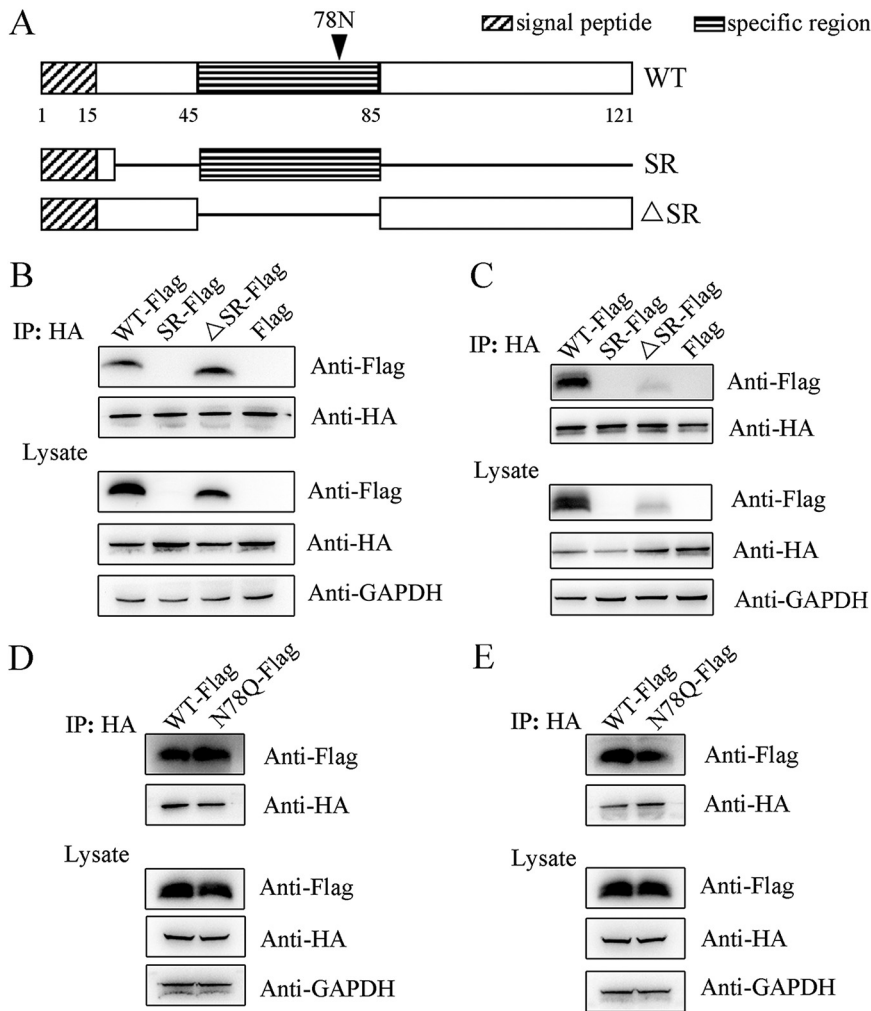 A
78N
signal peptide
specific region
WT
1 15 45 85 121
SR
△SR
B
IP: HA
WT-Flag
SR-Flag
△SR-Flag
Flag
Anti-Flag
Anti-HA
Lysate
Anti-Flag
Anti-HA
Anti-GAPDH
C
IP: HA
WT-Flag
SR-Flag
△SR-Flag
Flag
Anti-Flag
Anti-HA
Lysate
Anti-Flag
Anti-HA
Anti-GAPDH
D
IP: HA
WT-Flag
N78Q-Flag
Anti-Flag
Anti-HA
Lysate
Anti-Flag
Anti-HA
Anti-GAPDH
E
IP: HA
WT-Flag
N78Q-Flag
Anti-Flag
Anti-HA
Lysate
Anti-Flag
Anti-HA
Anti-GAPDH